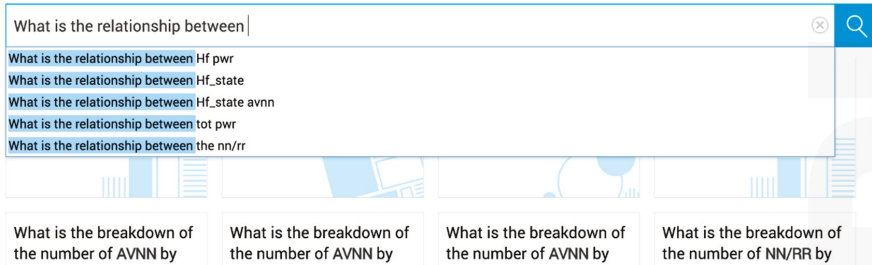 What is the relationship between
What is the relationship between Hf pwr
What is the relationship between Hf_state
What is the relationship between Hf_state avnn
What is the relationship between tot pwr
What is the relationship between the nn/rr
What is the breakdown of
the number of AVNN by
What is the breakdown of
the number of AVNN by
What is the breakdown of
the number of AVNN by
What is the breakdown of
the number of NN/RR by